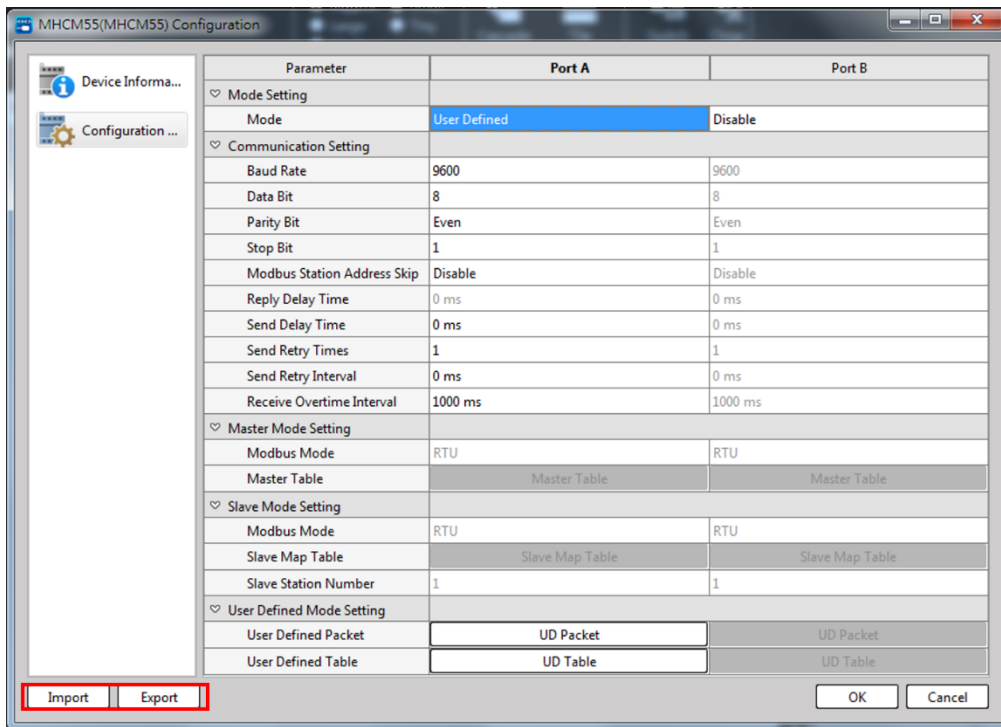 MHCM55(MHCM55) Configuration
Device Informa...
Configuration ...
Parameter Port A Port B
Mode Setting
Mode User Defined Disable
Communication Setting
Baud Rate 9600 9600
Data Bit 8 8
Parity Bit Even Even
Stop Bit 1 1
Modbus Station Address Skip Disable Disable
Reply Delay Time 0 ms 0 ms
Send Delay Time 0 ms 0 ms
Send Retry Times 1 1
Send Retry Interval 0 ms 0 ms
Receive Overtime Interval 1000 ms 1000 ms
Master Mode Setting
Modbus Mode RTU RTU
Master Table Master Table Master Table
Slave Mode Setting
Modbus Mode RTU RTU
Slave Map Table Slave Map Table Slave Map Table
Slave Station Number 1 1
User Defined Mode Setting
User Defined Packet UD Packet UD Packet
User Defined Table UD Table UD Table
Import Export OK Cancel